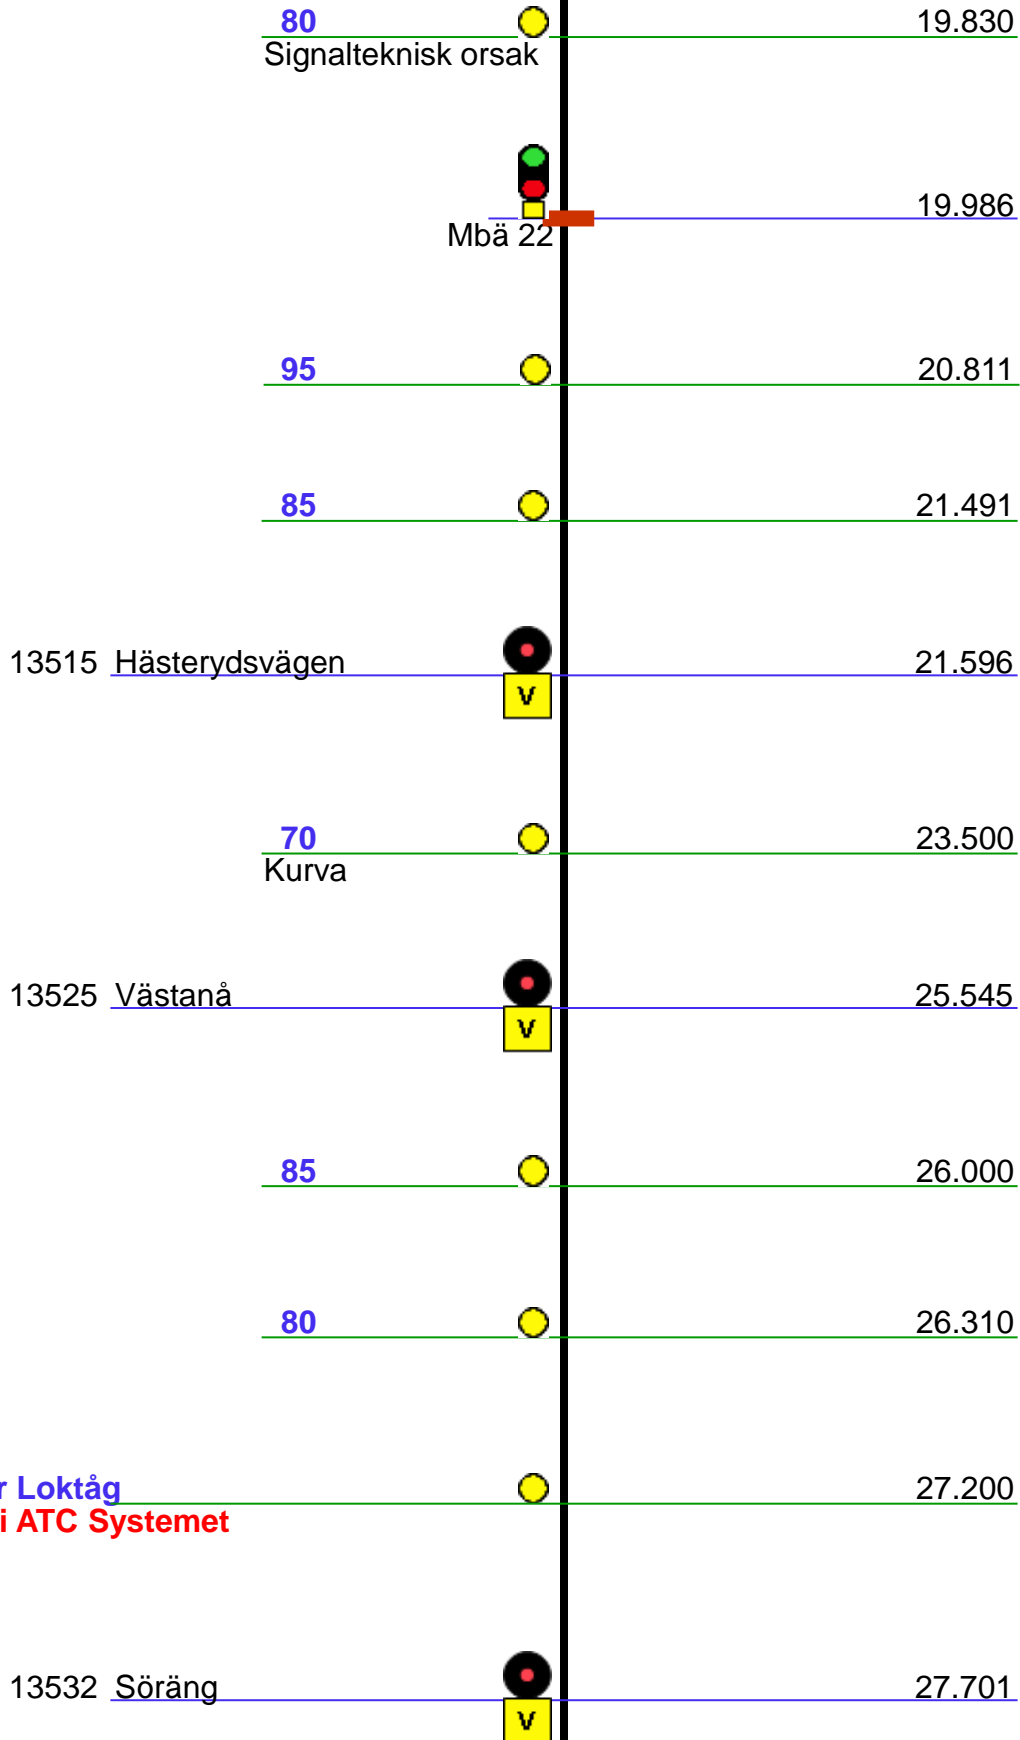 80 19.830
Signalteknisk orsak
19.986
Mbä 22
95 20.811
85 21.491
13515 Hästerydsvägen 21.596
V
70 23.500
Kurva
13525 Västanå 25.545
V
85 26.000
80 26.310
r Loktåg 27.200
i ATC Systemet
13532 Söräng 27.701
V